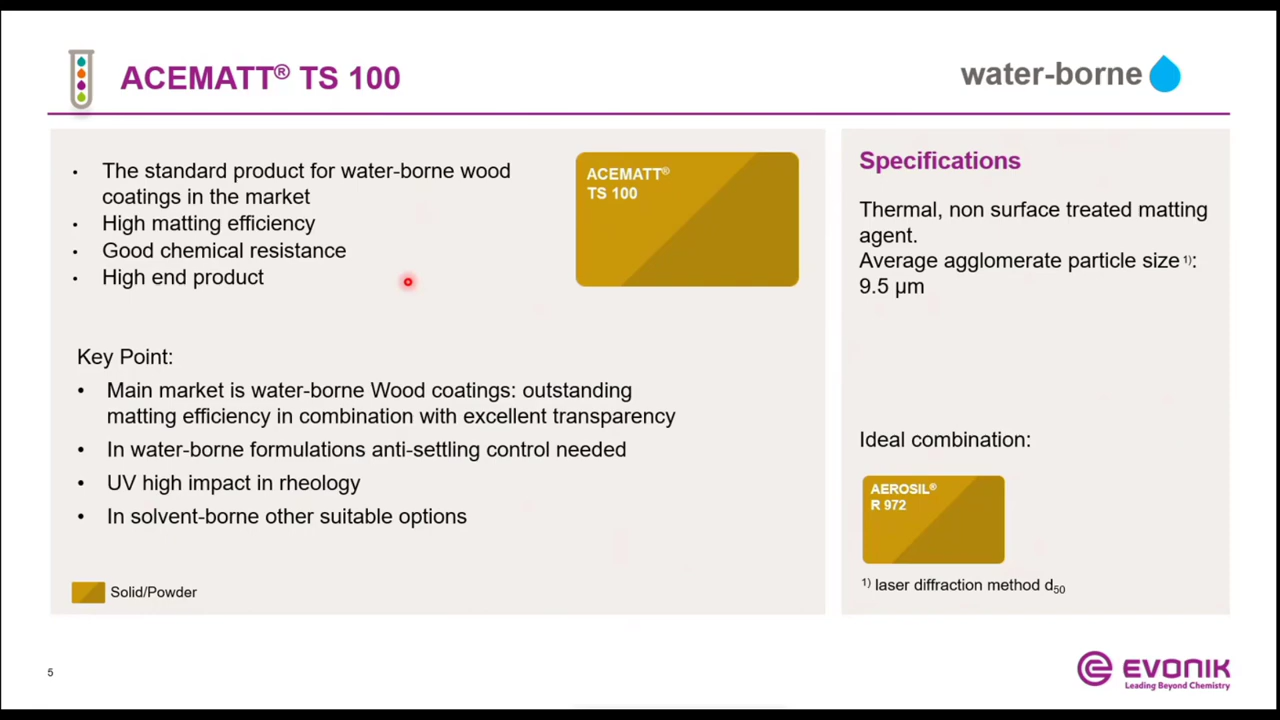 ACEMATT® TS 100
water-borne
• The standard product for water-borne wood
coatings in the market
• High matting efficiency
• Good chemical resistance
• High end product
ACEMATT®
TS 100
Key Point:
• Main market is water-borne Wood coatings: outstanding
matting efficiency in combination with excellent transparency
• In water-borne formulations anti-settling control needed
• UV high impact in rheology
• In solvent-borne other suitable options
Solid/Powder
Specifications
Thermal, non surface treated matting
agent.
Average agglomerate particle size ¹⁾:
9.5 µm
Ideal combination:
AEROSIL®
R 972
¹⁾ laser diffraction method d₅₀
5
EVONIK
Leading Beyond Chemistry